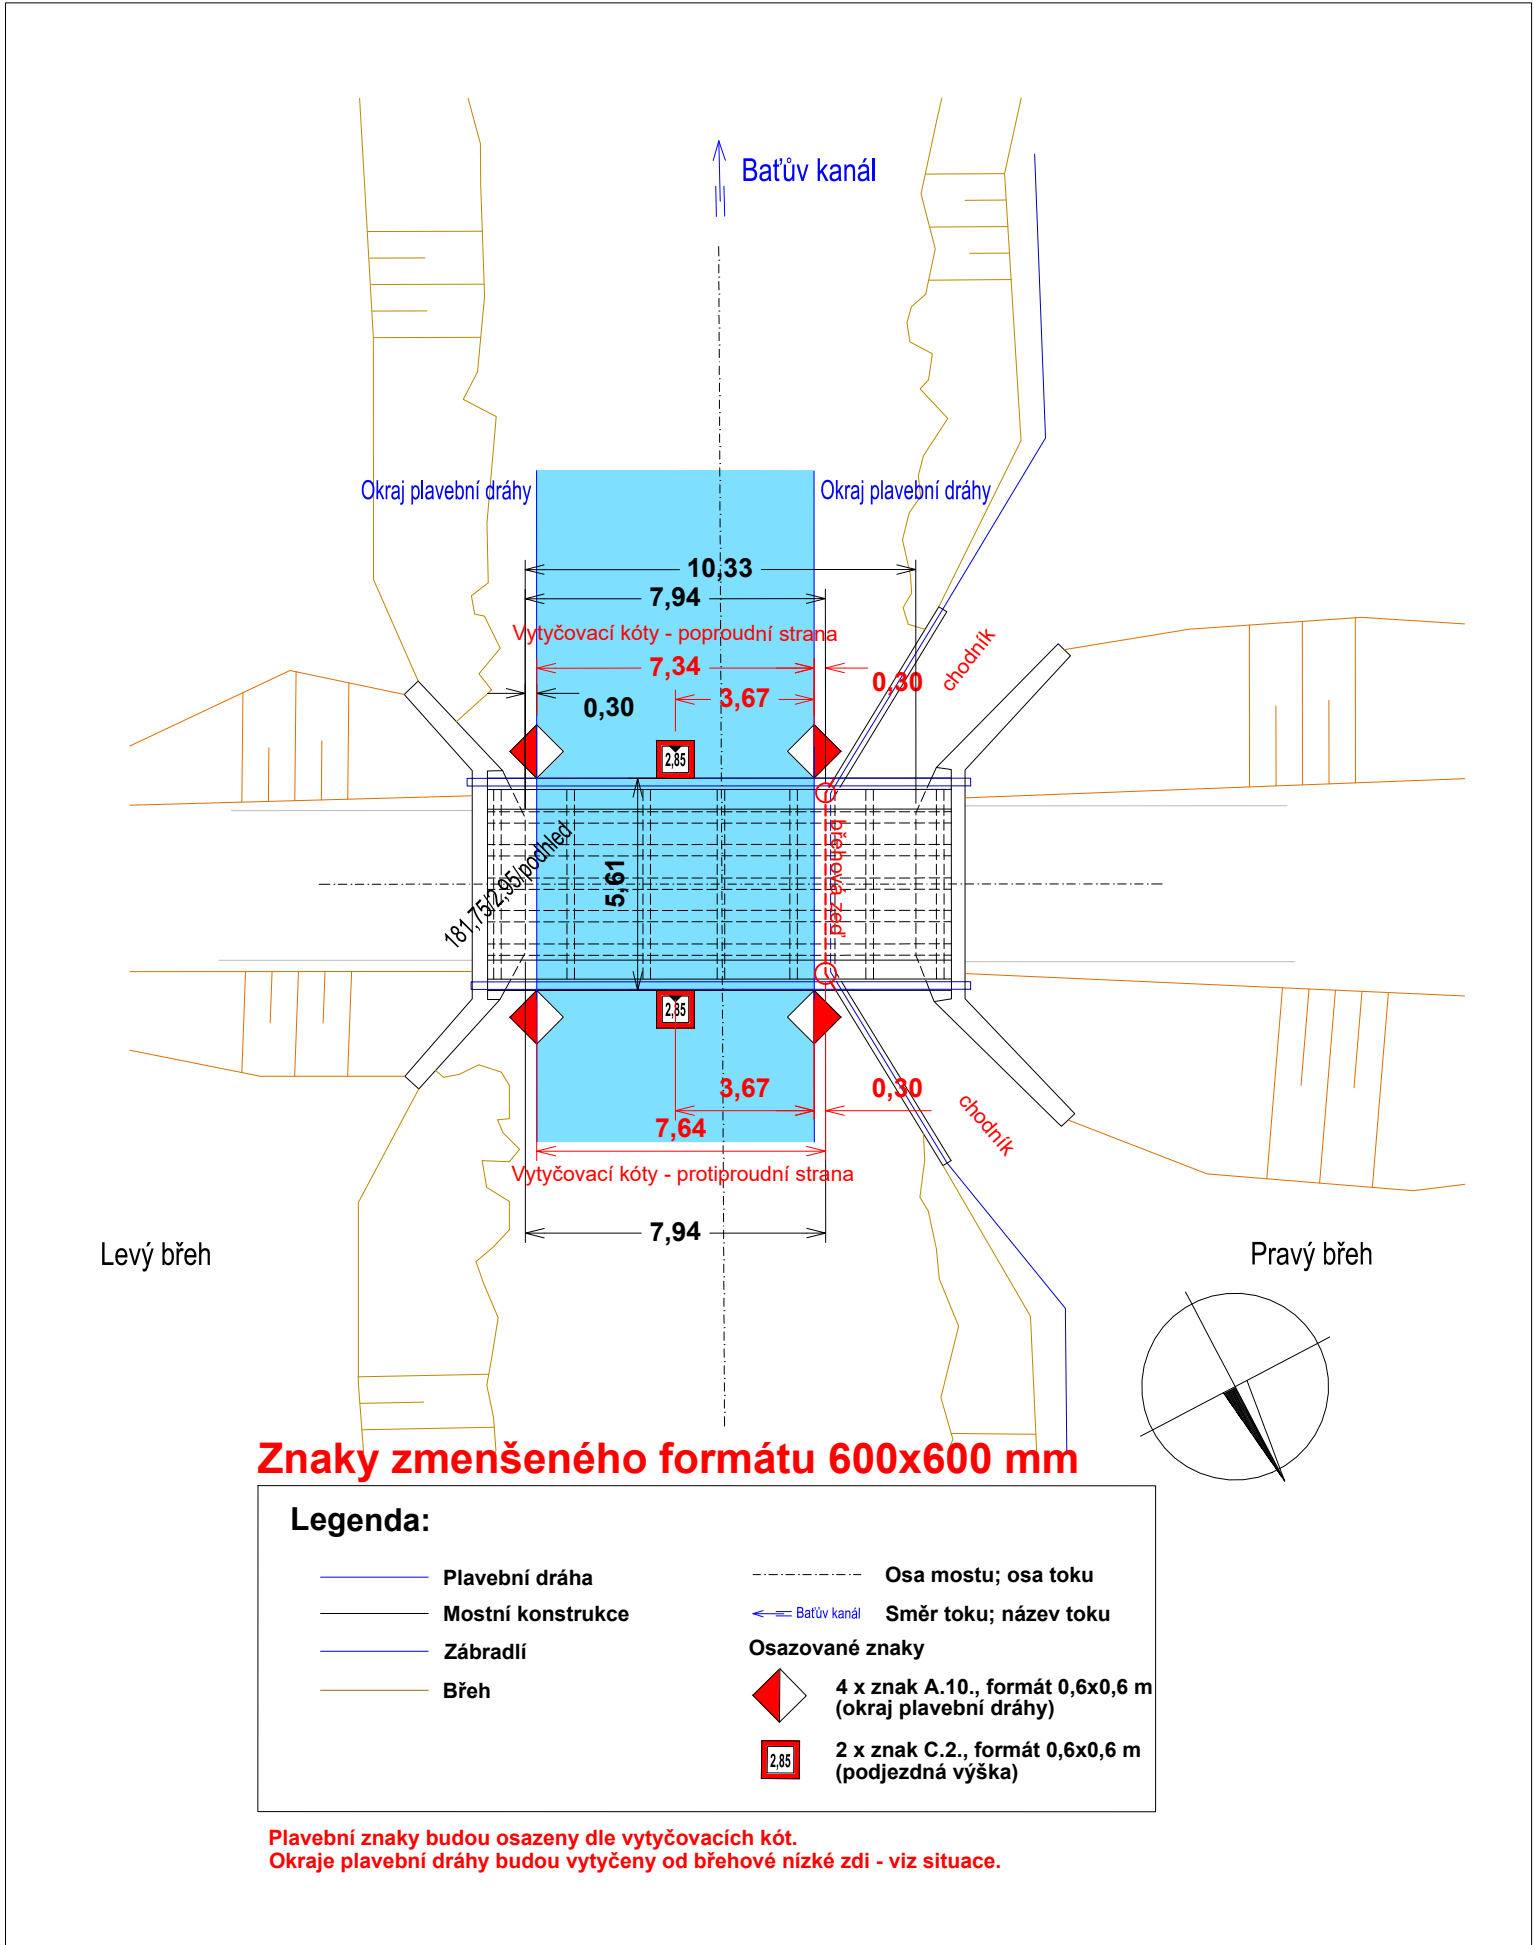 Baťův kanál
Okraj plavební dráhy
Okraj plavební dráhy
10,33
7,94
Vytyčovací kóty - poproudní strana
7,34
0,30
3,67
0,30
chodník
2,85
181,75/2,95/podhled
5,61
břehová zeď
2,85
3,67
0,30
chodník
7,64
Vytyčovací kóty - protiproudní strana
7,94
Levý břeh
Pravý břeh
Znaky zmenšeného formátu 600x600 mm
Legenda:
Plavební dráha
Mostní konstrukce
Zábradlí
Břeh
Osa mostu; osa toku
Baťův kanál
Směr toku; název toku
Osazované znaky
4 x znak A.10., formát 0,6x0,6 m
(okraj plavební dráhy)
2,85
2 x znak C.2., formát 0,6x0,6 m
(podjezdná výška)
Plavební znaky budou osazeny dle vytyčovacích kót.
Okraje plavební dráhy budou vytyčeny od břehové nízké zdi - viz situace.